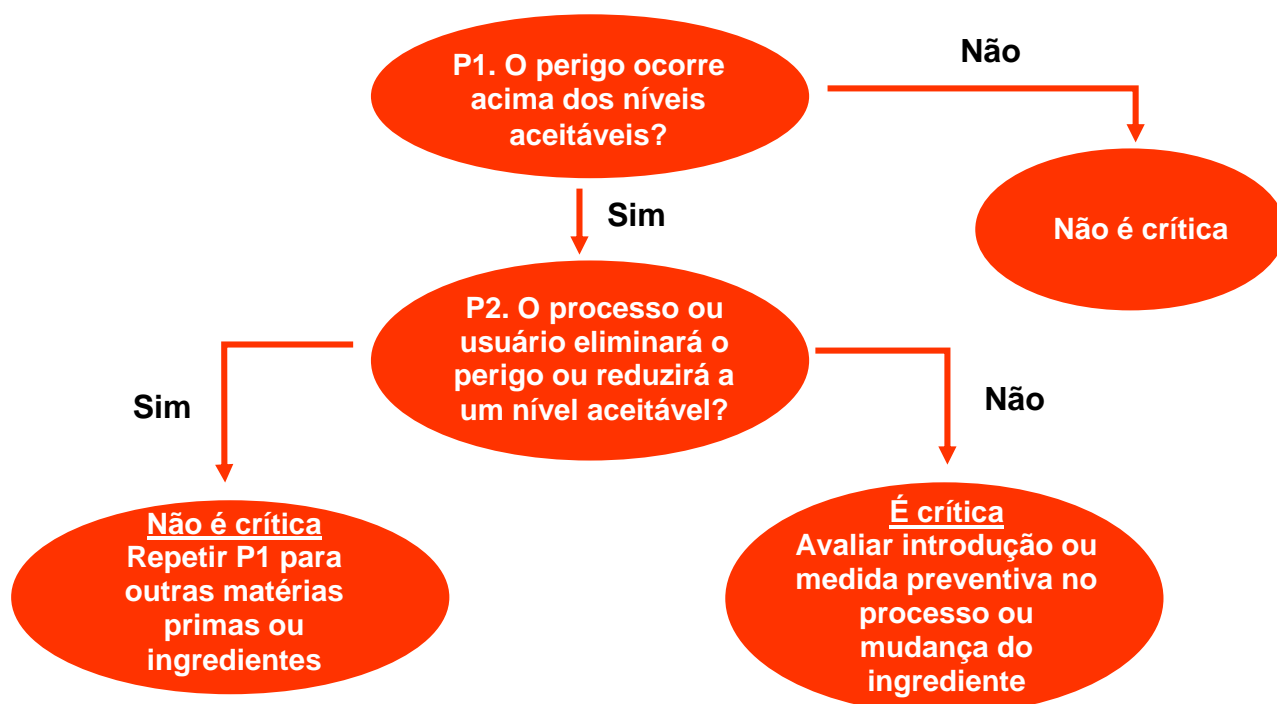 P1. O perigo ocorre
acima dos níveis
aceitáveis?
Não
Não é crítica
Sim
P2. O processo ou
usuário eliminará o
perigo ou reduzirá a
um nível aceitável?
Sim
Não
Não é crítica
Repetir P1 para
outras matérias
primas ou
ingredientes
É crítica
Avaliar introdução ou
medida preventiva no
processo ou
mudança do
ingrediente